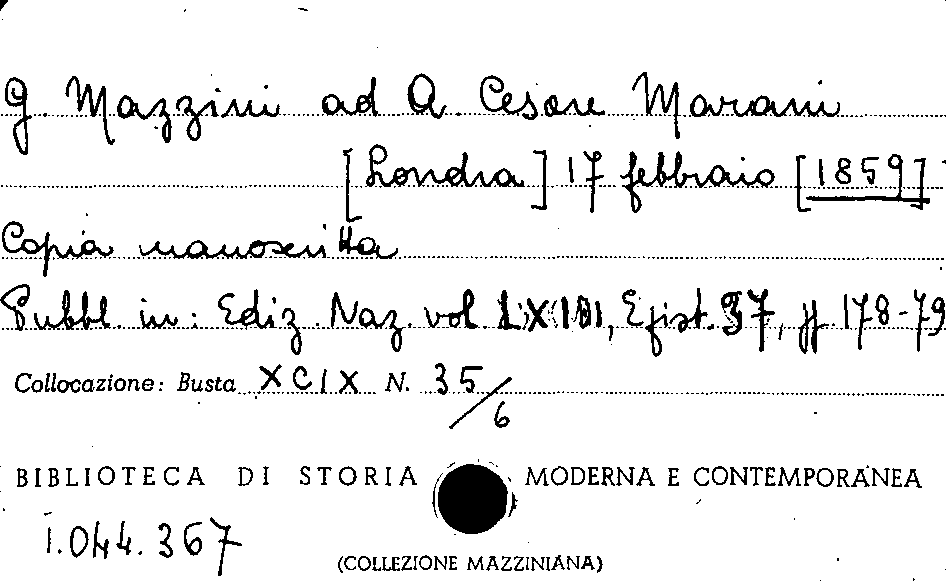 G. Mazzini ad A. Cesare Marani
[Londra] 17 febbraio [1859]
Copia manoscritta
Pubbl. in: Ediz. Naz. vol. LXIII, Epist. 37, pp. 178-79
Collocazione: Busta XCIX N. 35/6
BIBLIOTECA DI STORIA MODERNA E CONTEMPORANEA
1.044.367
(COLLEZIONE MAZZINIANA)